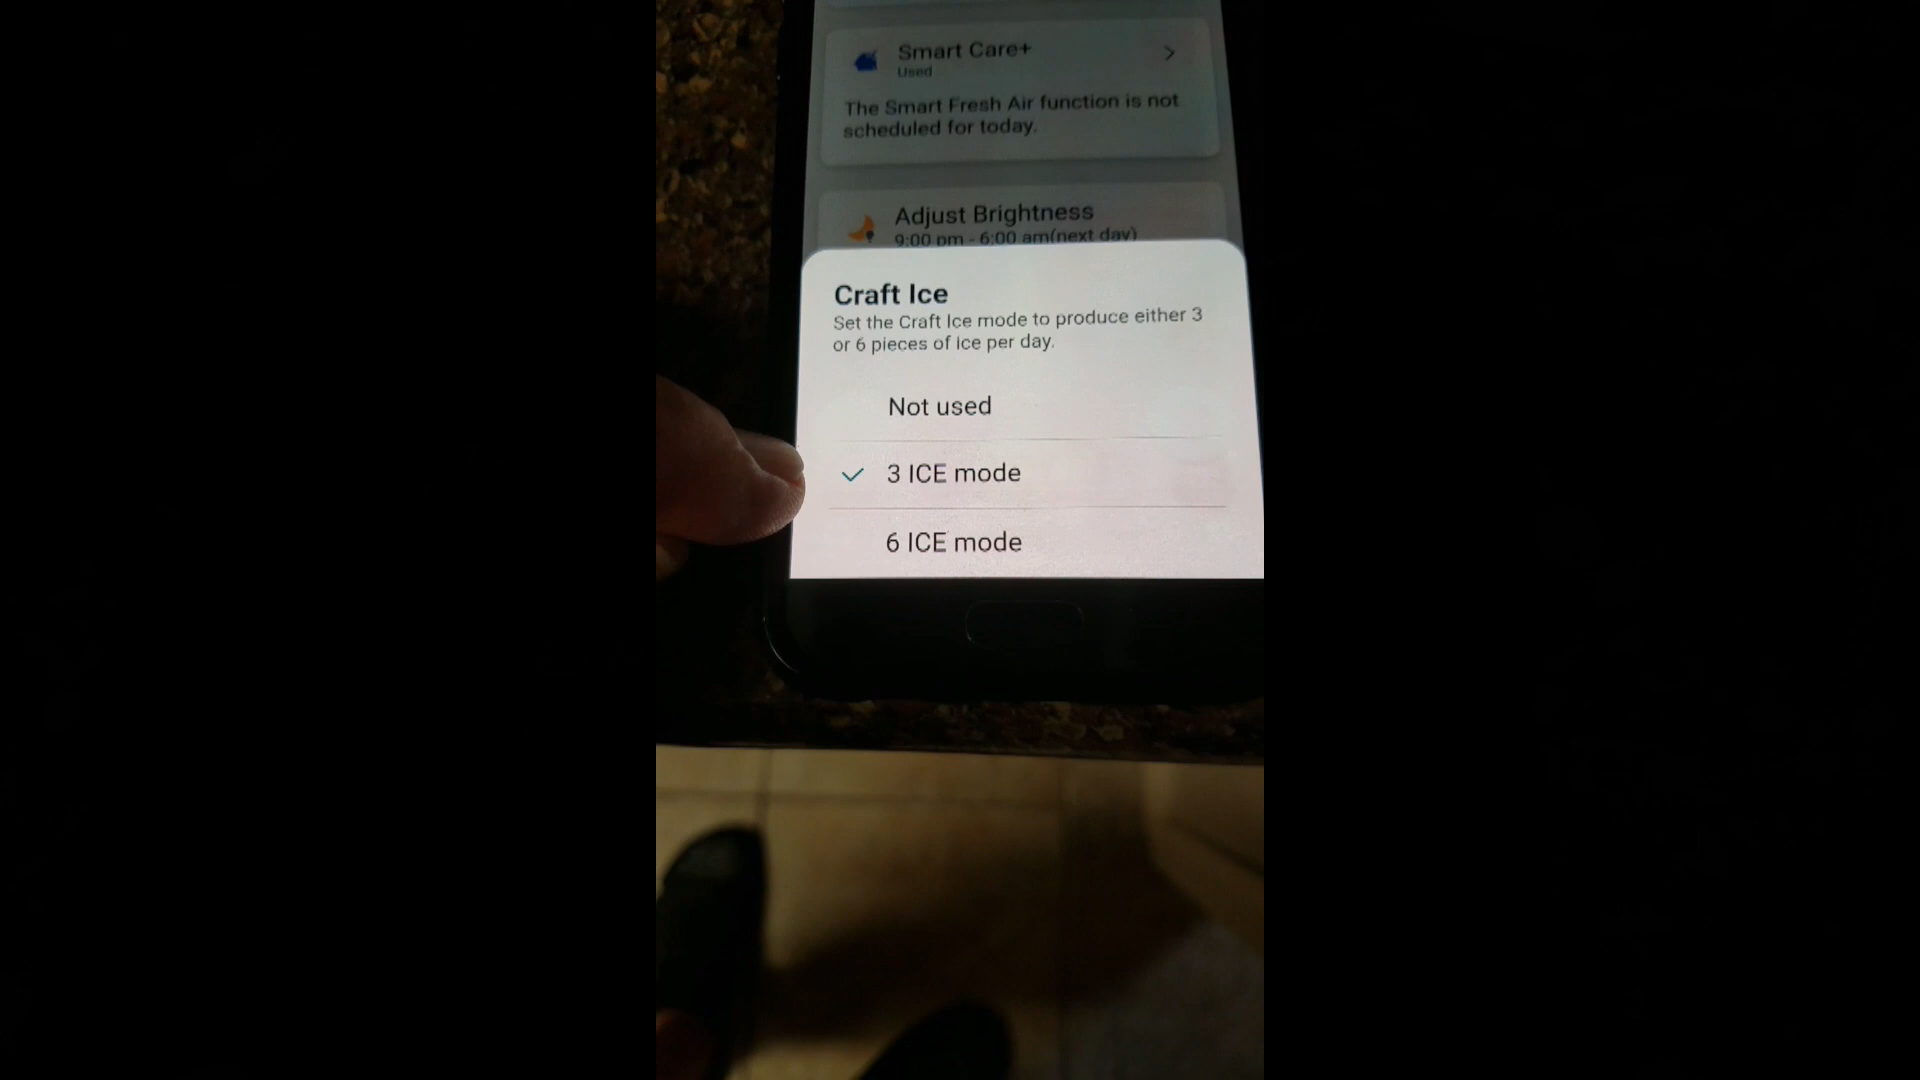 Smart Care+
Used
The Smart Fresh Air function is not
scheduled for today.
Adjust Brightness
9:00 pm - 6:00 am(next day)
Craft Ice
Set the Craft Ice mode to produce either 3
or 6 pieces of ice per day.
Not used
3 ICE mode
6 ICE mode